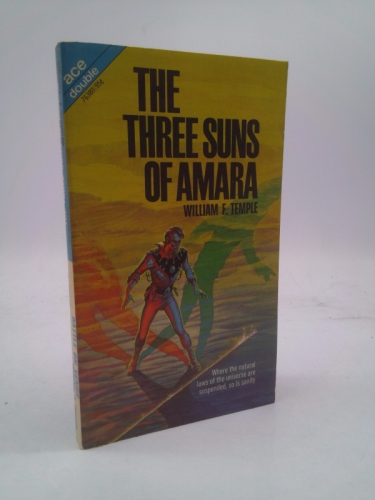 ace
double
THE
THREE SUNS
OF AMARA
WILLIAM F. TEMPLE
Where the natural
laws of the universe are
suspended, so is sanity